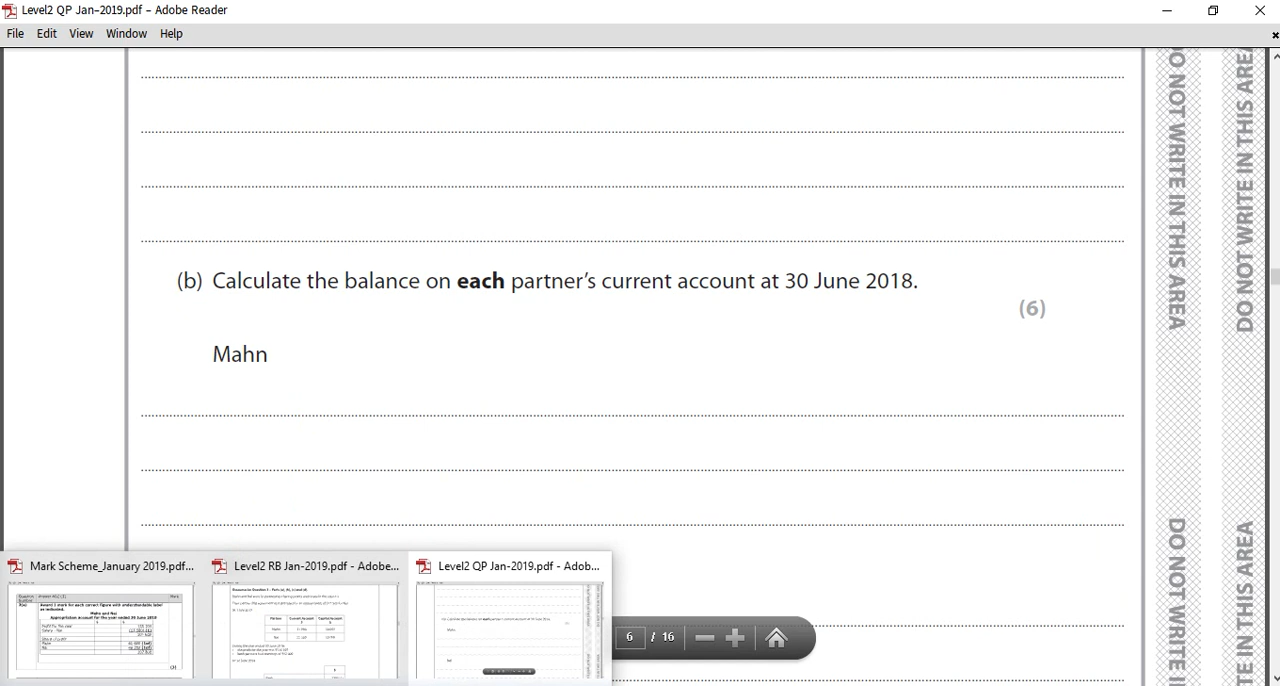 Level2 QP Jan-2019.pdf - Adobe Reader
File Edit View Window Help
(b) Calculate the balance on each partner's current account at 30 June 2018.
(6)
Mahn
DO NOT WRITE IN THIS AREA
DO NOT WRITE IN THIS AREA
DO NOT WRITE I
TE IN THIS AREA
Mark Scheme_January 2019.pdf... Level2 RB Jan-2019.pdf - Adobe... Level2 QP Jan-2019.pdf - Adob...
6 / 16